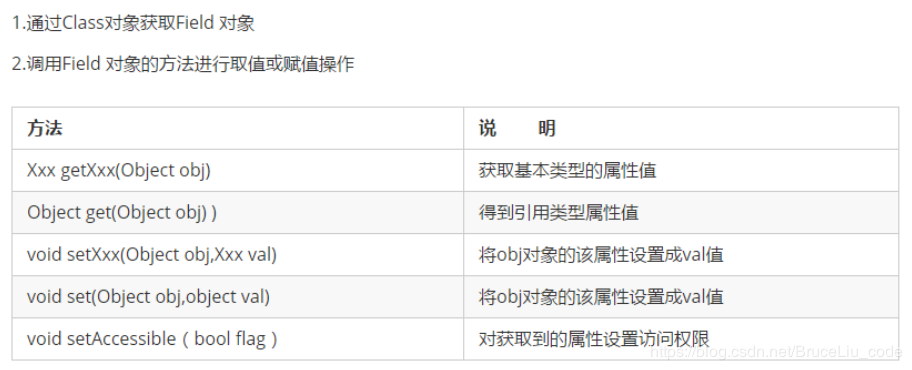 1.通过Class对象获取Field 对象
2.调用Field 对象的方法进行取值或赋值操作
方法 说 明
Xxx getXxx(Object obj) 获取基本类型的属性值
Object get(Object obj) ) 得到引用类型属性值
void setXxx(Object obj,Xxx val) 将obj对象的该属性设置成val值
void set(Object obj,object val) 将obj对象的该属性设置成val值
void setAccessible（bool flag） 对获取到的属性设置访问权限
https://blog.csdn.net/BruceLiu_code